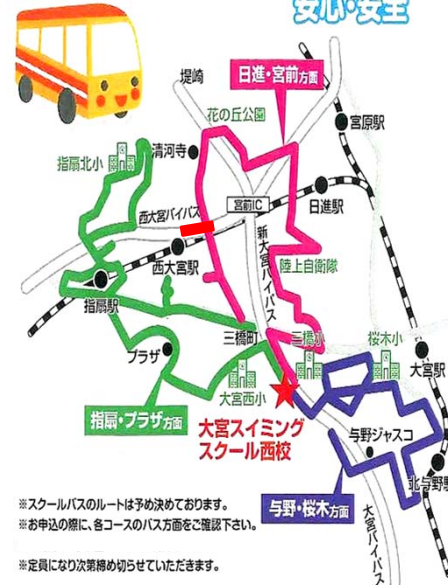 安心・安全
日進・宮前方面
堤崎
花の丘公園
宮原駅
指扇北小
清河寺
宮前IC
日進駅
西大宮バイパス
西大宮駅
新大宮バイパス
陸上自衛隊
指扇駅
三橋町
三橋小
桜木小
プラザ
大宮駅
大宮西小
指扇・プラザ方面
大宮スイミング
スクール西校
与野ジャスコ
北与野駅
与野・桜木方面
大宮バイパス
※スクールバスのルートは予め決めております。
※お申込の際に、各コースのバス方面をご確認下さい。
※定員になり次第締め切らせていただきます。